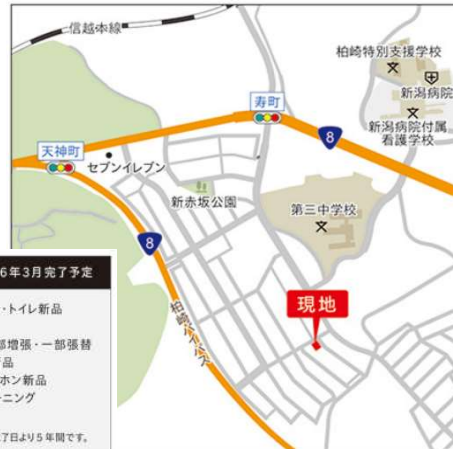 信越本線
柏崎特別支援学校
新潟病院
新潟病院付属
看護学校
寿町
8
天神町
セブンイレブン
新赤坂公園
第三中学校
8
柏崎バイパス
現地
6年3月完了予定
・トイレ新品
部増張・一部張替
品
ホン新品
ーニング
了日より5年間です。